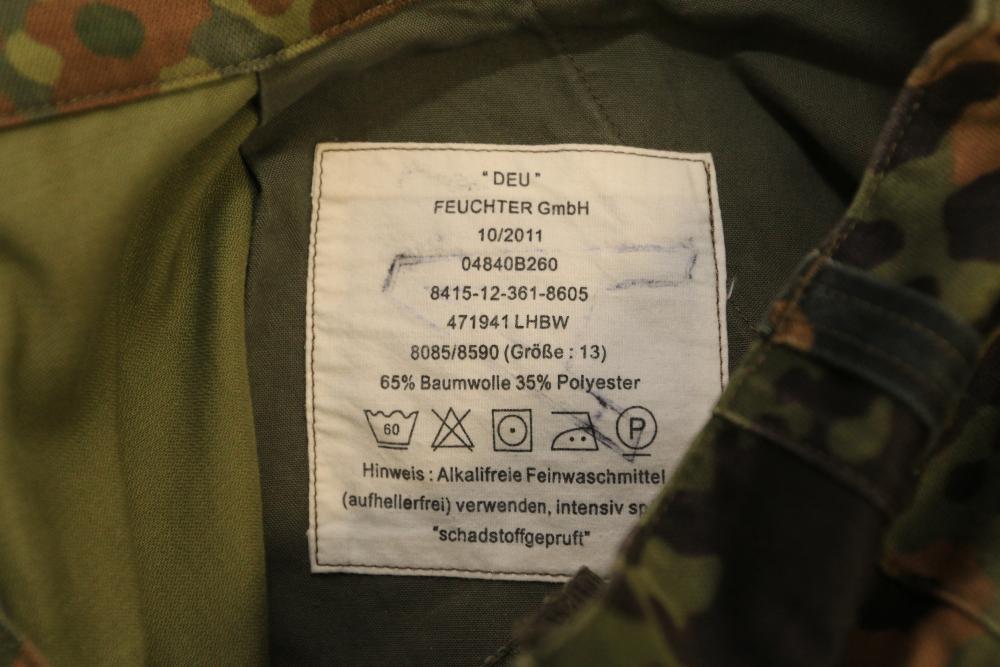 "DEU"
FEUCHTER GmbH
10/2011
04840B260
8415-12-361-8605
471941 LHBW
8085/8590 (Größe : 13)
65% Baumwolle 35% Polyester
60 P
Hinweis : Alkalifreie Feinwaschmittel
(aufhellerfrei) verwenden, intensiv
"schadstoffgepruft"